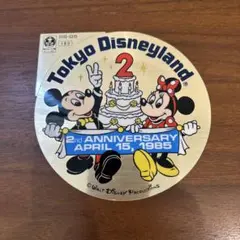 Tokyo Disneyland®
2
2nd ANNIVERSARY
APRIL 15, 1985
© WALT DISNEY PRODUCTIONS